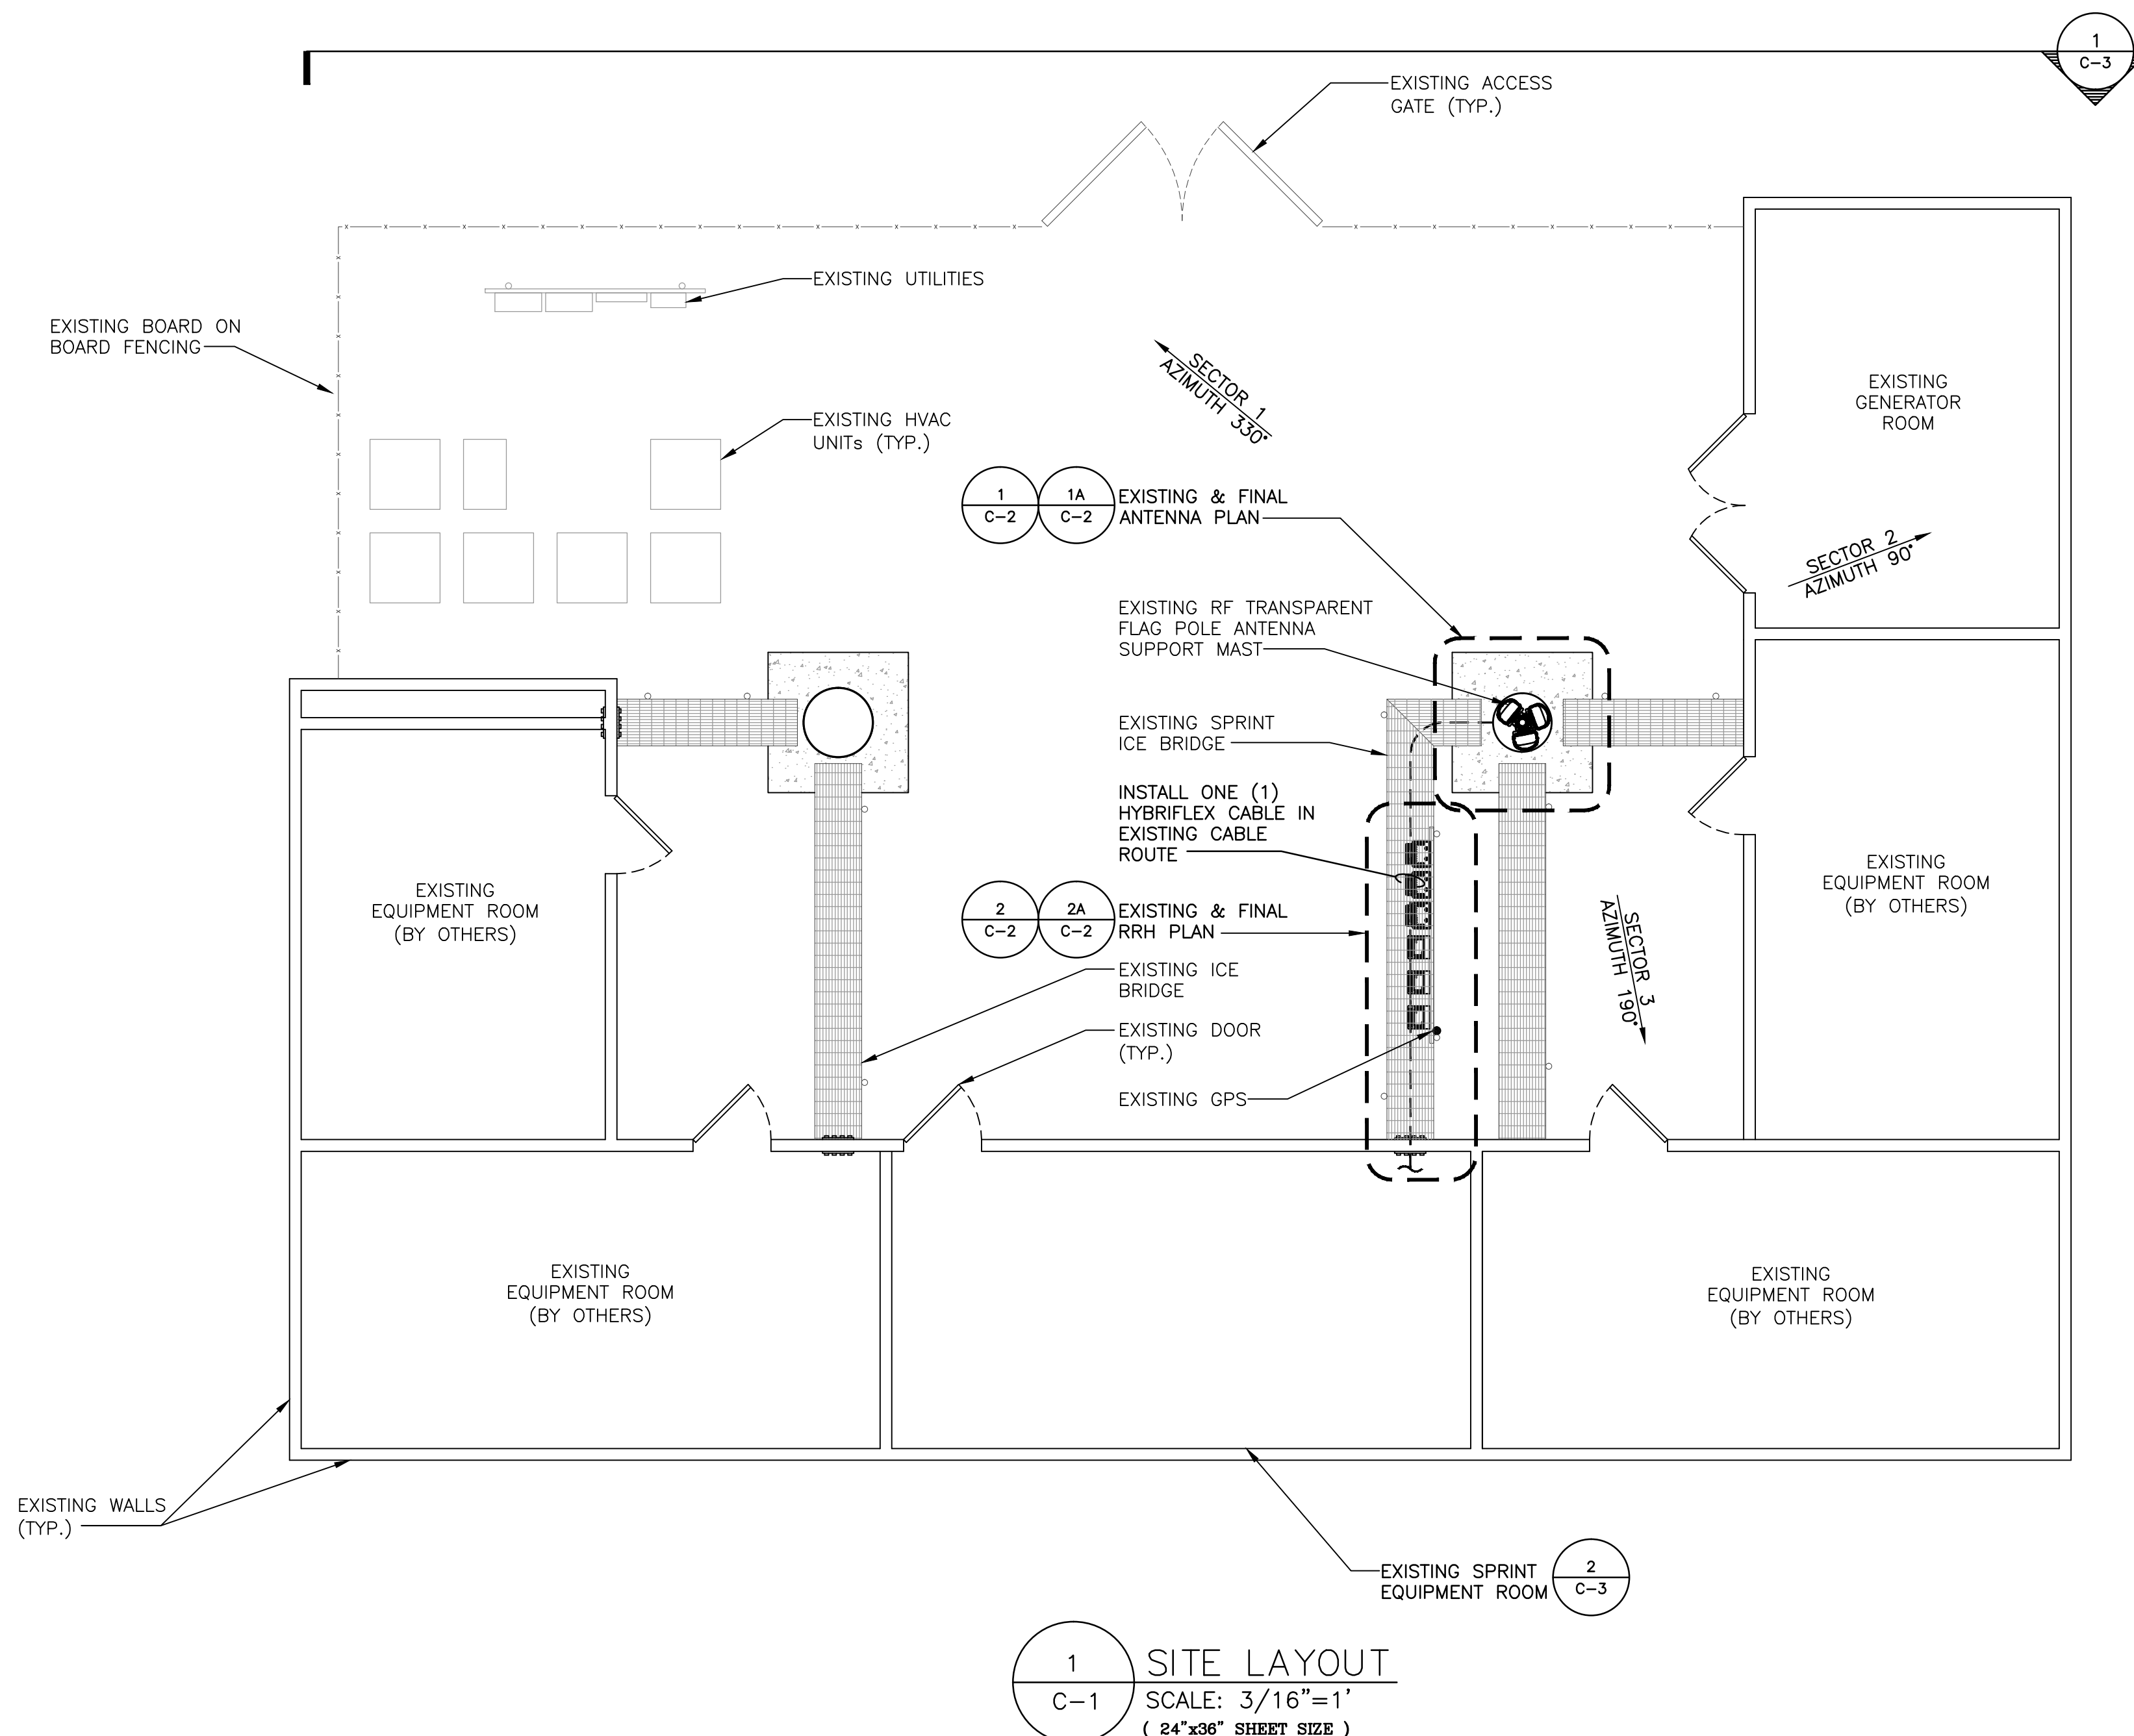 1
C-3
EXISTING ACCESS
GATE (TYP.)
EXISTING UTILITIES
EXISTING BOARD ON
BOARD FENCING
SECTOR 1
AZIMUTH 330°
EXISTING
GENERATOR
ROOM
EXISTING HVAC
UNITs (TYP.)
1
C-2
1A
C-2
EXISTING & FINAL
ANTENNA PLAN
SECTOR 2
AZIMUTH 90°
EXISTING RF TRANSPARENT
FLAG POLE ANTENNA
SUPPORT MAST
EXISTING SPRINT
ICE BRIDGE
INSTALL ONE (1)
HYBRIFLEX CABLE IN
EXISTING CABLE
ROUTE
EXISTING
EQUIPMENT ROOM
(BY OTHERS)
EXISTING
EQUIPMENT ROOM
(BY OTHERS)
2
C-2
2A
C-2
EXISTING & FINAL
RRH PLAN
SECTOR 3
AZIMUTH 190°
EXISTING ICE
BRIDGE
EXISTING DOOR
(TYP.)
EXISTING GPS
EXISTING
EQUIPMENT ROOM
(BY OTHERS)
EXISTING
EQUIPMENT ROOM
(BY OTHERS)
EXISTING WALLS
(TYP.)
EXISTING SPRINT
EQUIPMENT ROOM
2
C-3
1
C-1
SITE LAYOUT
SCALE: 3/16"=1'
( 24"x36" SHEET SIZE )